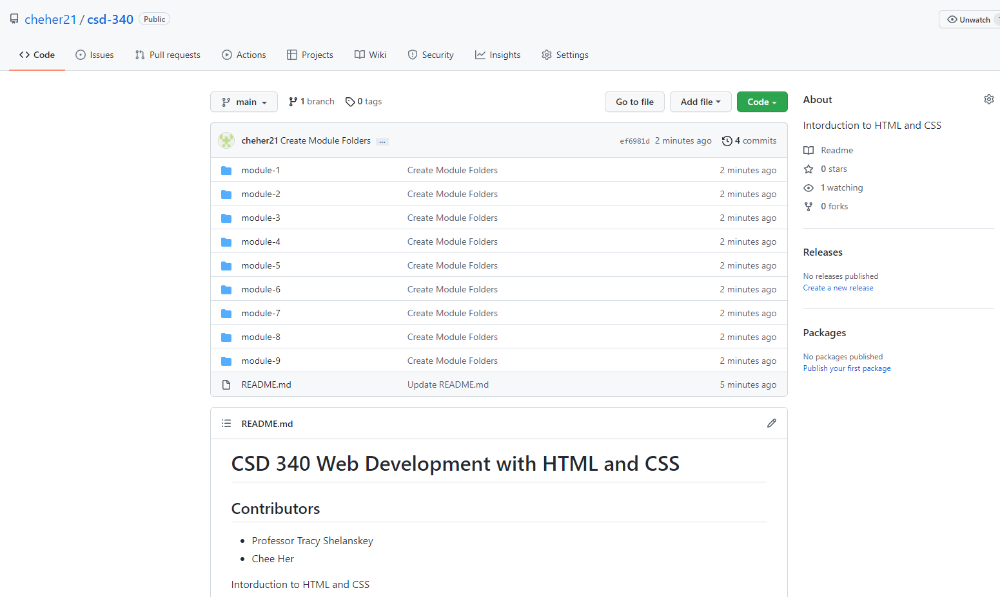 cheher21 / csd-340 Public
Unwatch
Code Issues Pull requests Actions Projects Wiki Security Insights Settings
main 1 branch 0 tags Go to file Add file Code
cheher21 Create Module Folders ... ef6981d 2 minutes ago 4 commits
module-1 Create Module Folders 2 minutes ago
module-2 Create Module Folders 2 minutes ago
module-3 Create Module Folders 2 minutes ago
module-4 Create Module Folders 2 minutes ago
module-5 Create Module Folders 2 minutes ago
module-6 Create Module Folders 2 minutes ago
module-7 Create Module Folders 2 minutes ago
module-8 Create Module Folders 2 minutes ago
module-9 Create Module Folders 2 minutes ago
README.md Update README.md 5 minutes ago
README.md
CSD 340 Web Development with HTML and CSS
Contributors
• Professor Tracy Shelanskey
• Chee Her
Intorduction to HTML and CSS
About
Intorduction to HTML and CSS
Readme
0 stars
1 watching
0 forks
Releases
No releases published
Create a new release
Packages
No packages published
Publish your first package